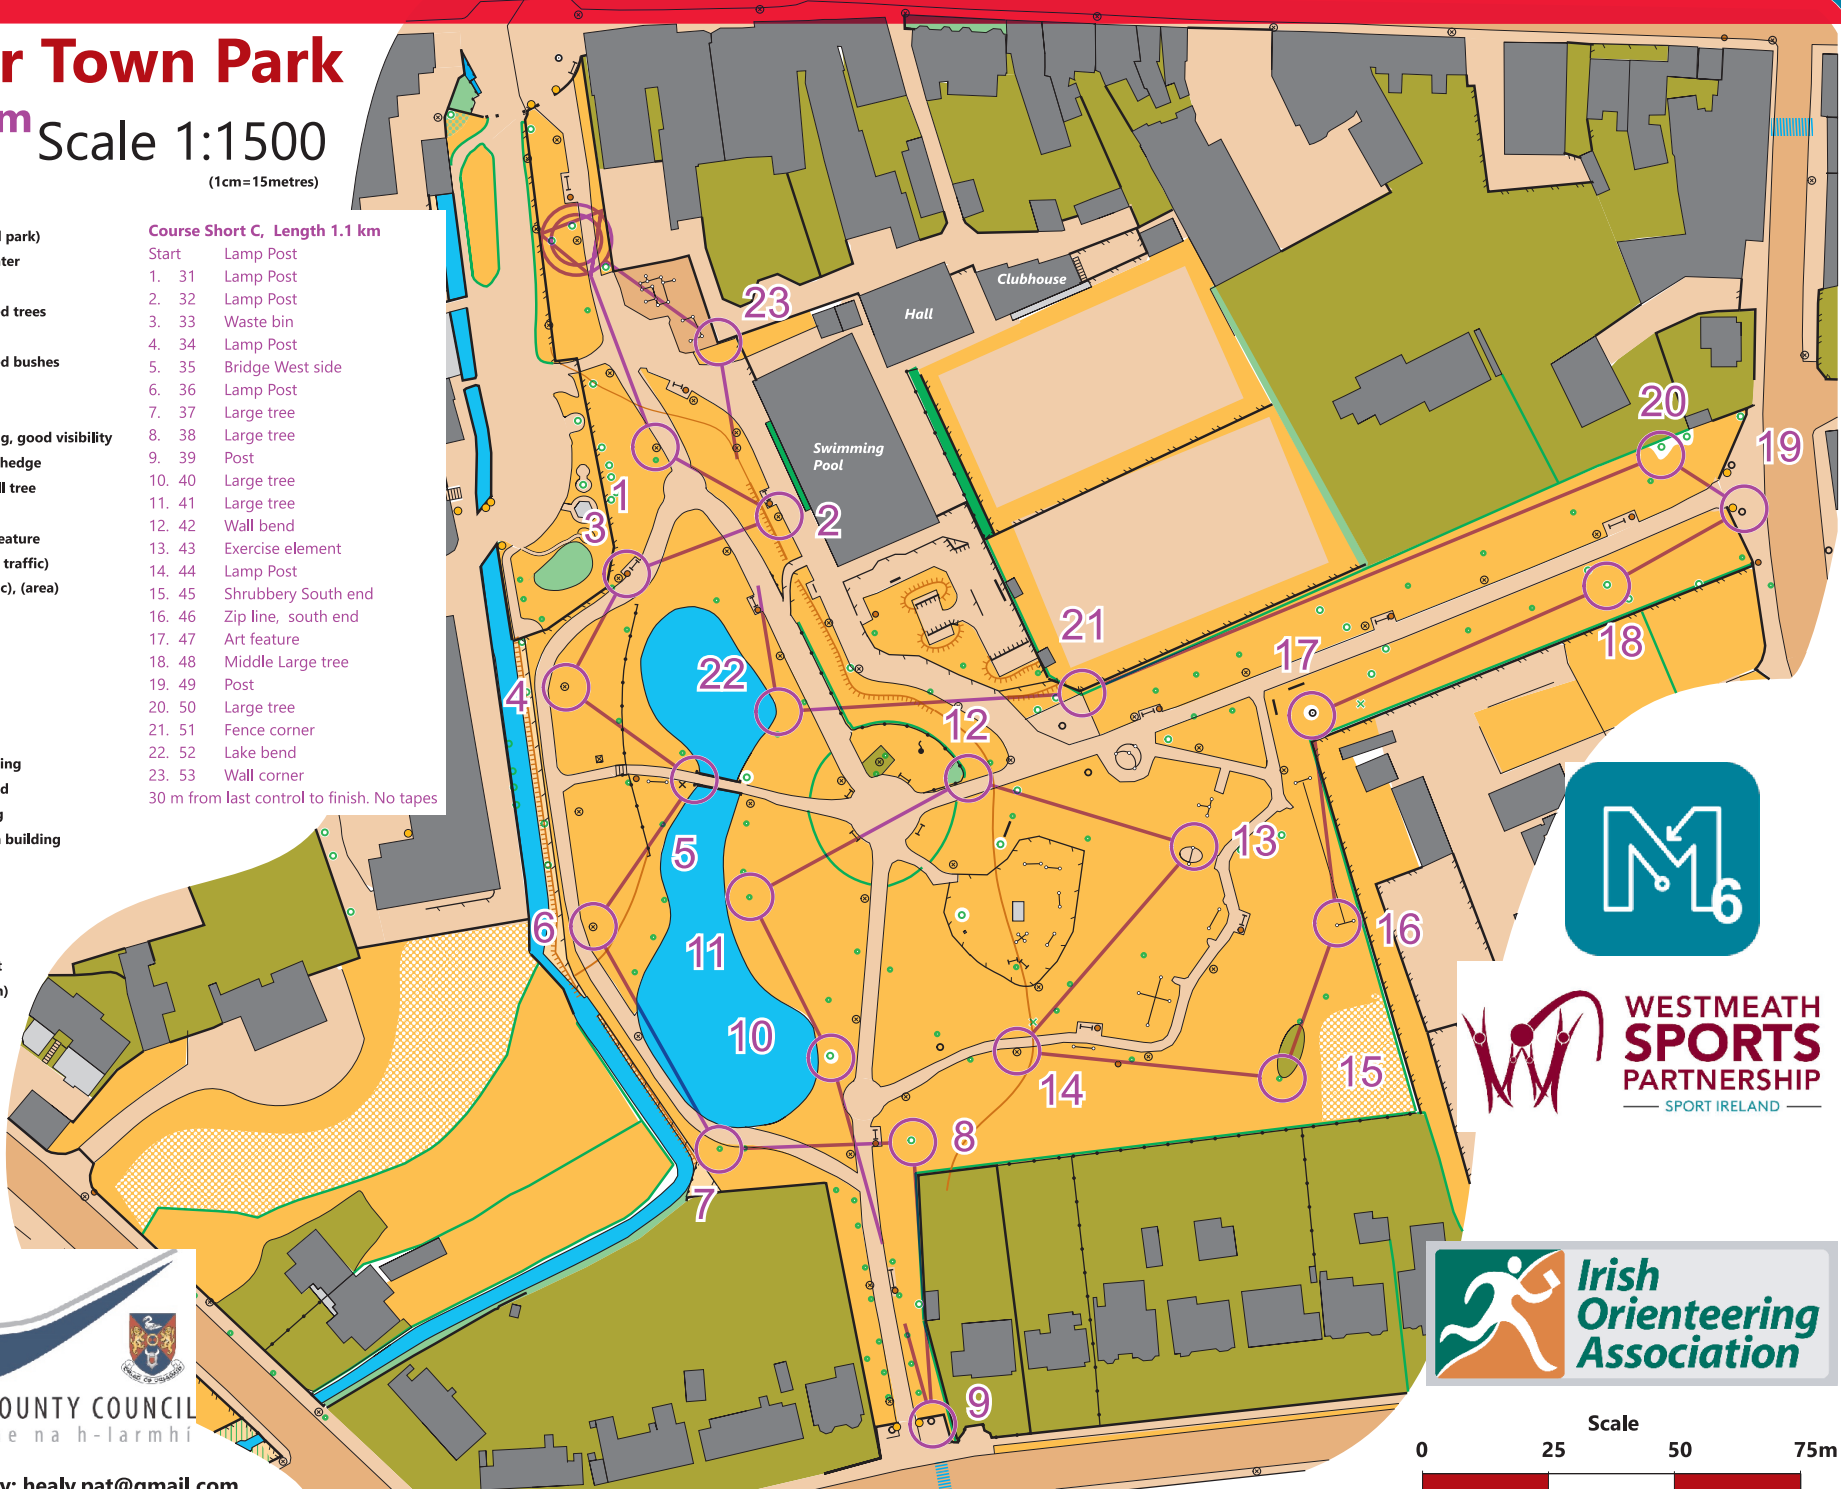 r Town Park
m
Scale 1:1500
(1cm=15metres)
park)
ter
d trees
d bushes
g, good visibility
hedge
tree
eature
traffic)
c), (area)
ing
d
building
Course Short C, Length 1.1 km
Start Lamp Post
1. 31 Lamp Post
2. 32 Lamp Post
3. 33 Waste bin
4. 34 Lamp Post
5. 35 Bridge West side
6. 36 Lamp Post
7. 37 Large tree
8. 38 Large tree
9. 39 Post
10. 40 Large tree
11. 41 Large tree
12. 42 Wall bend
13. 43 Exercise element
14. 44 Lamp Post
15. 45 Shrubbery South end
16. 46 Zip line, south end
17. 47 Art feature
18. 48 Middle Large tree
19. 49 Post
20. 50 Large tree
21. 51 Fence corner
22. 52 Lake bend
23. 53 Wall corner
30 m from last control to finish. No tapes
Clubhouse
Hall
Swimming
Pool
23
20
19
1
2
3
21
18
17
22
4
12
13
5
6
16
11
10
14
15
8
7
9
M6
WESTMEATH
SPORTS
PARTNERSHIP
SPORT IRELAND
Irish
Orienteering
Association
OUNTY COUNCIL
e na h-Iarmhí
y: healy.pat@gmail.com
Scale
0 25 50 75m